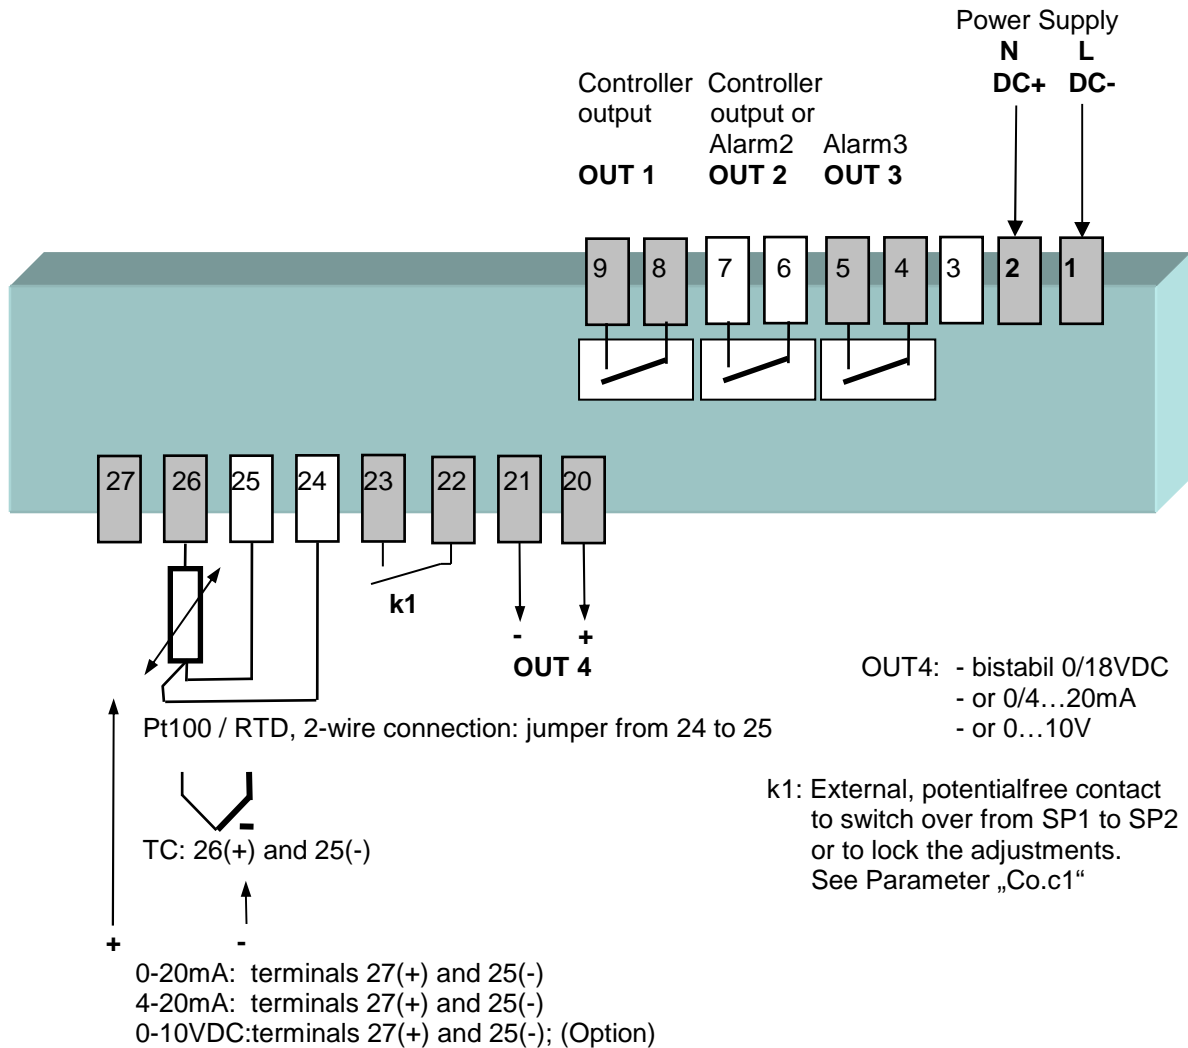 Power Supply
N L
DC+ DC-
Controller Controller
output output or
Alarm2 Alarm3
OUT 1 OUT 2 OUT 3
9 8 7 6 5 4 3 2 1
27 26 25 24 23 22 21 20
k1
- +
OUT 4
OUT4: - bistabil 0/18VDC
- or 0/4…20mA
- or 0…10V
Pt100 / RTD, 2-wire connection: jumper from 24 to 25
k1: External, potentialfree contact
to switch over from SP1 to SP2
or to lock the adjustments.
See Parameter „Co.c1“
TC: 26(+) and 25(-)
+ -
0-20mA: terminals 27(+) and 25(-)
4-20mA: terminals 27(+) and 25(-)
0-10VDC:terminals 27(+) and 25(-); (Option)